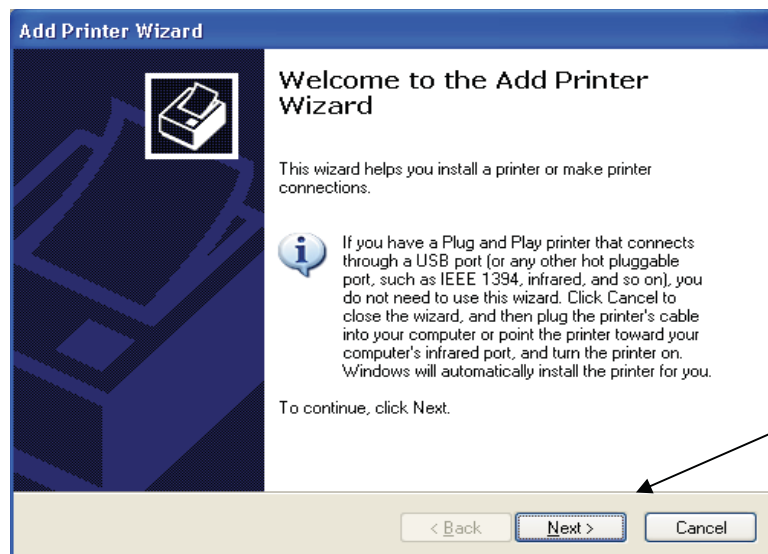 Add Printer Wizard
Welcome to the Add Printer
Wizard
This wizard helps you install a printer or make printer
connections.
If you have a Plug and Play printer that connects
through a USB port (or any other hot pluggable
port, such as IEEE 1394, infrared, and so on), you
do not need to use this wizard. Click Cancel to
close the wizard, and then plug the printer's cable
into your computer or point the printer toward your
computer's infrared port, and turn the printer on.
Windows will automatically install the printer for you.
To continue, click Next.
< Back Next > Cancel